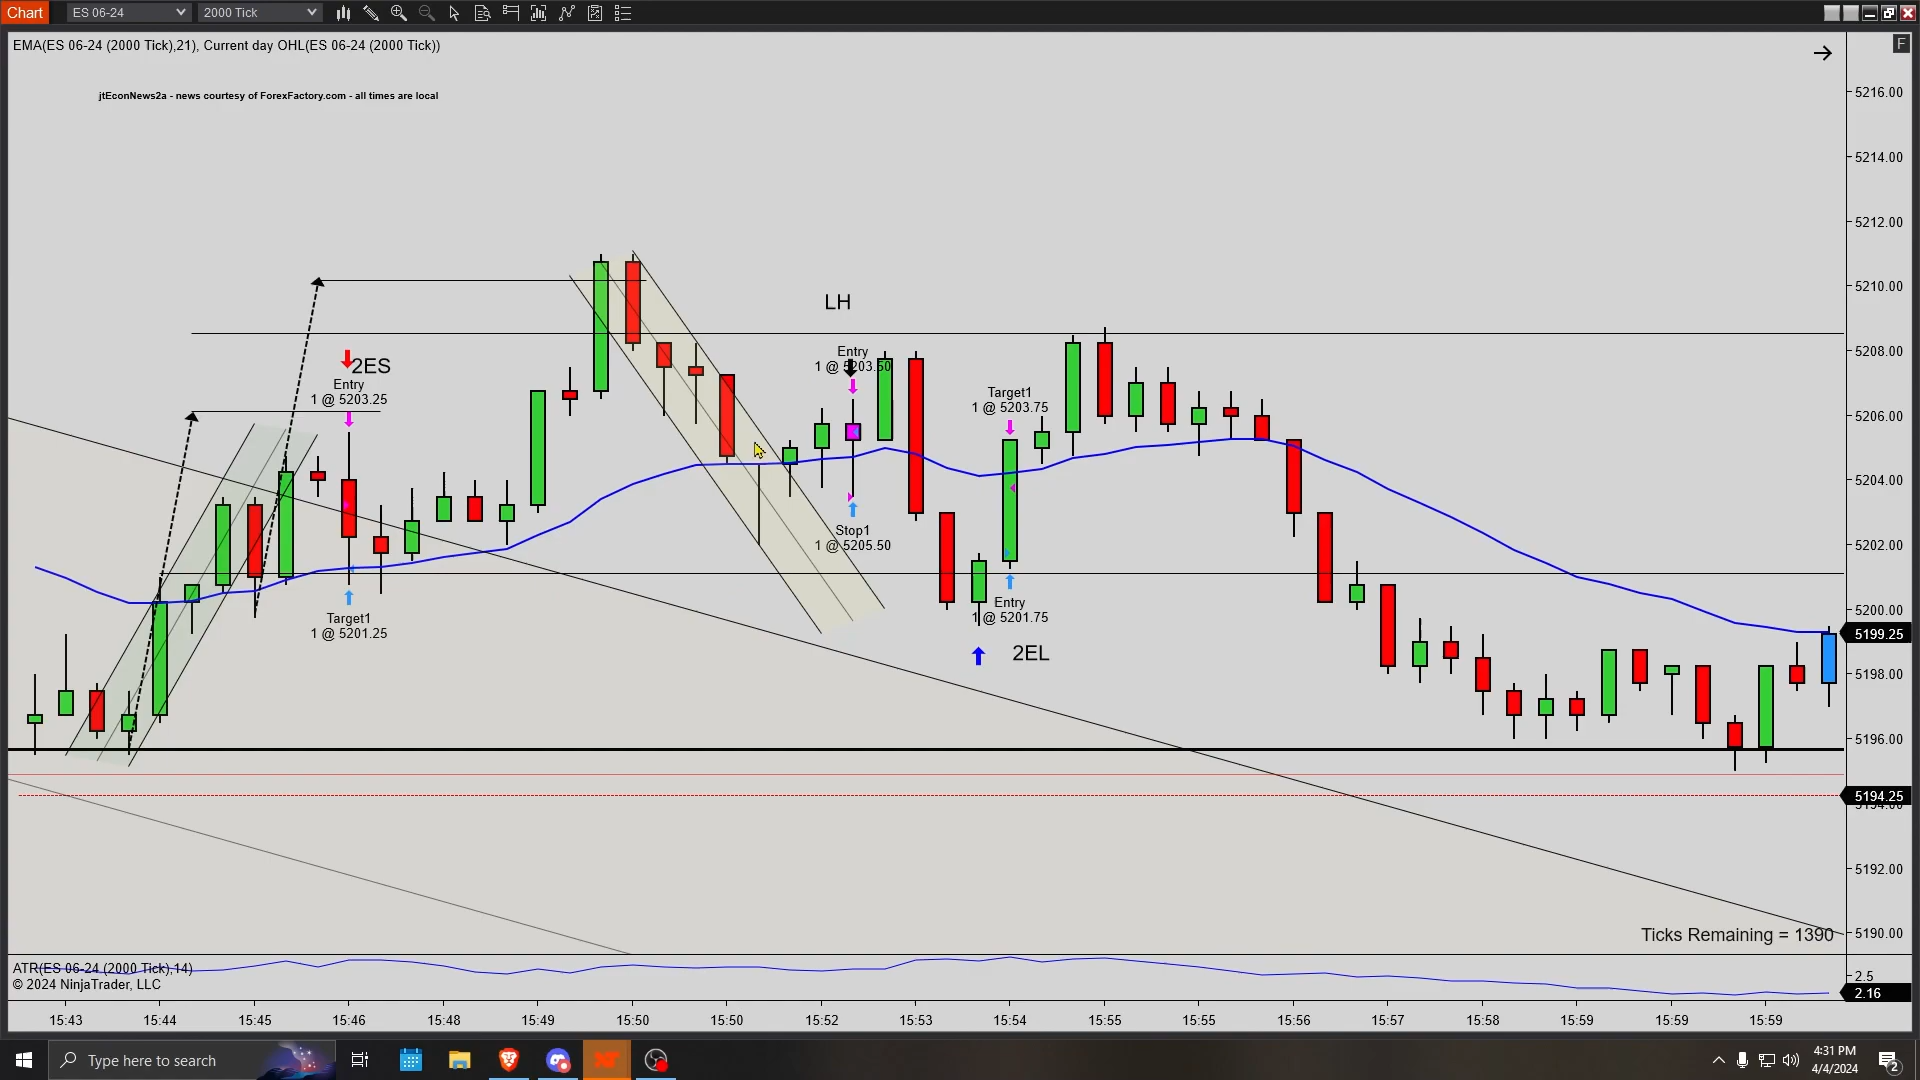 Chart
ES 06-24
2000 Tick
EMA(ES 06-24 (2000 Tick),21), Current day OHL(ES 06-24 (2000 Tick))
F
jtEconNews2a - news courtesy of ForexFactory.com - all times are local
5216.00
5214.00
5212.00
5210.00
5208.00
5206.00
5204.00
5202.00
5200.00
5199.25
5198.00
5196.00
5194.25
5192.00
5190.00
2ES
Entry
1 @ 5203.25
Target1
1 @ 5201.25
LH
Entry
1 @ 5203.50
Stop1
1 @ 5205.50
Target1
1 @ 5203.75
Entry
1 @ 5201.75
2EL
Ticks Remaining = 1390
ATR(ES 06-24 (2000 Tick),14)
© 2024 NinjaTrader, LLC
2.5
2.16
15:43
15:44
15:45
15:46
15:48
15:49
15:50
15:50
15:52
15:53
15:54
15:55
15:55
15:56
15:57
15:58
15:59
15:59
15:59
Type here to search
4:31 PM
4/4/2024
2